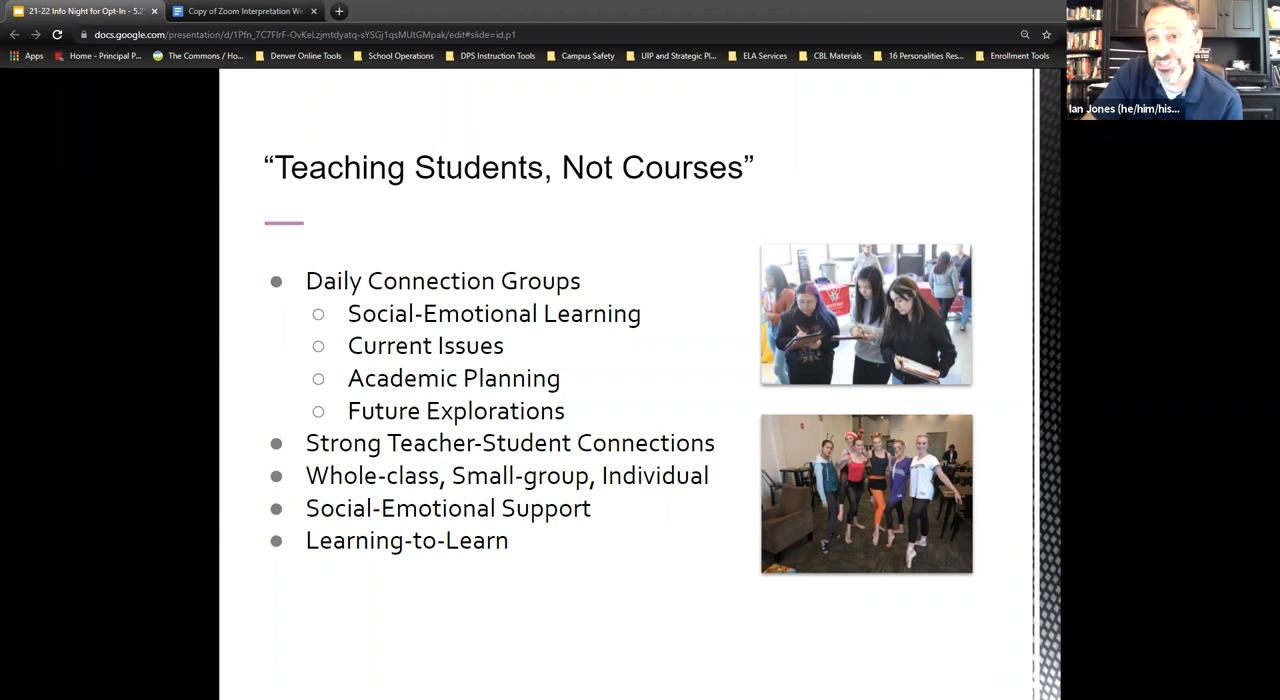 21-22 Info Night for Opt-In - 5.2
Copy of Zoom Interpretation We
docs.google.com/presentation/d/1Pfn_7C7FIrF-OvKeLzjmtdyatq-sYSGj1qsMUtGMpak/edit#slide=id.p1
Apps
Home - Principal P...
The Commons / Ho...
Denver Online Tools
School Operations
DPS Instruction Tools
Campus Safety
UIP and Strategic Pl...
ELA Services
CBL Materials
16 Personalities Res...
Enrollment Tools
Ian Jones (he/him/his...
“Teaching Students, Not Courses”
Daily Connection Groups
Social-Emotional Learning
Current Issues
Academic Planning
Future Explorations
Strong Teacher-Student Connections
Whole-class, Small-group, Individual
Social-Emotional Support
Learning-to-Learn